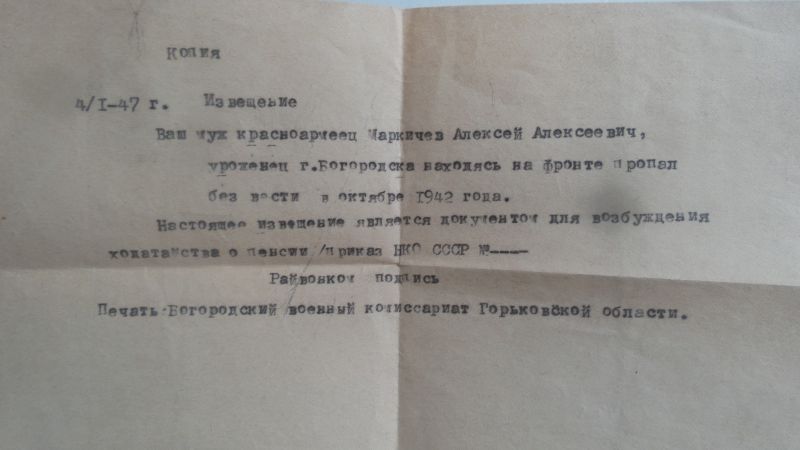 Копия
4/I-47 г. Извещение
Ваш муж красноармеец Маркичев Алексей Алексеевич,
уроженец г.Богородска находясь на фронте пропал
без вести в октябре 1942 года.
Настоящее извещение является документом для возбуждения
ходатайства о пенсии /приказ НКО СССР №----
Райвоенком подпись
Печать:Богородский военный комиссариат Горьковской области.